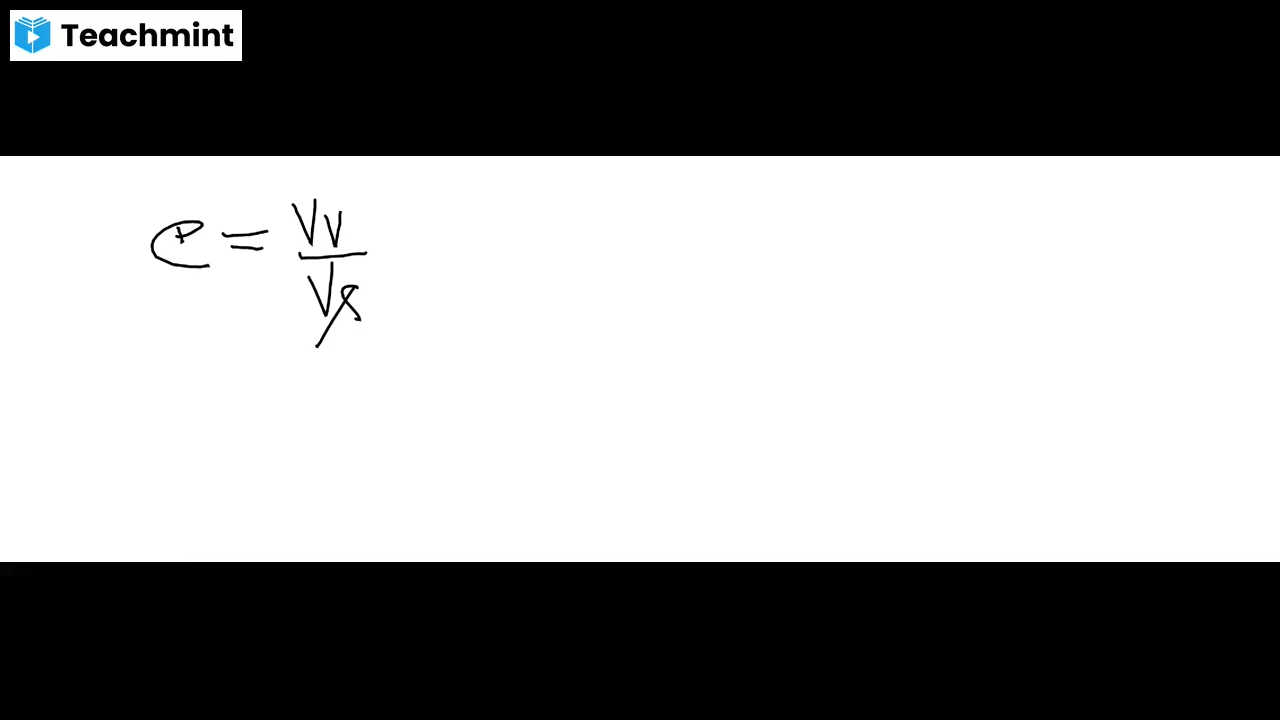 Teachmint
e = Vv / Vs